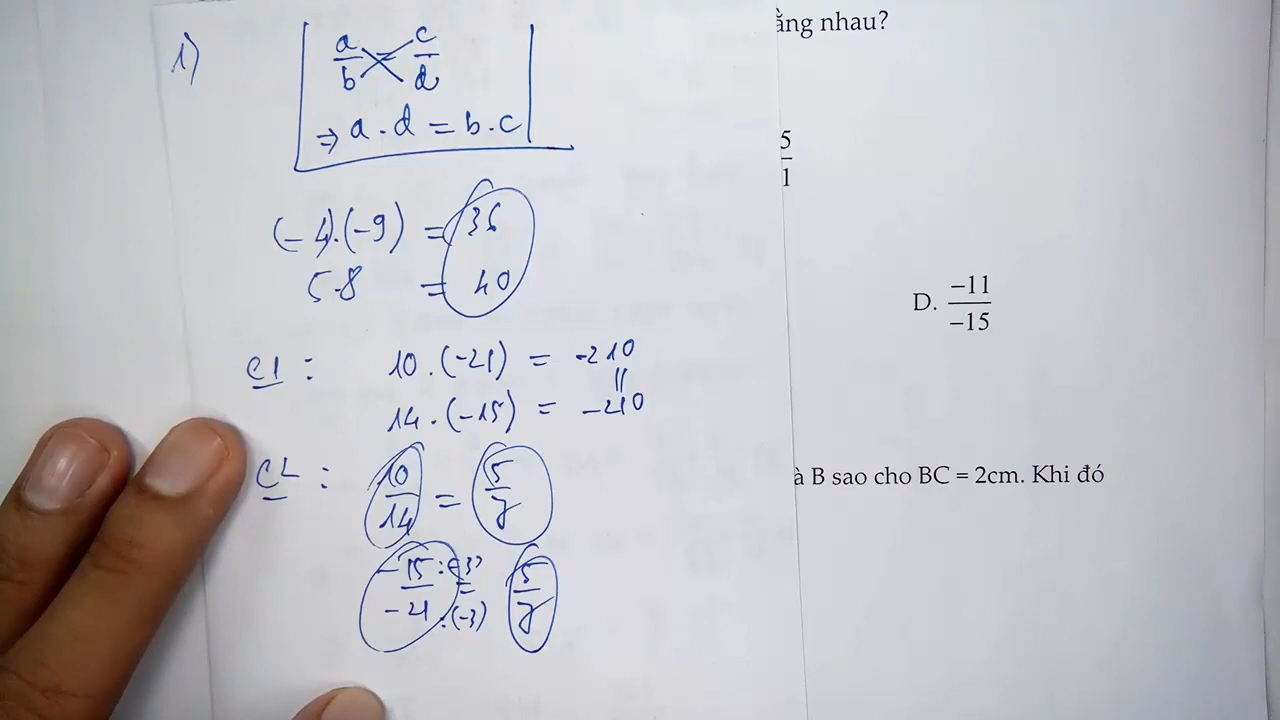 1)
a/b = c/d
⇒ a . d = b . c
(-4).(-9) = 36
5.8 = 40
C1 : 10 . (-21) = -210
=
14 . (-15) = -210
C2 : 10/14 = 5/7
-15/-21 :(-3) = :(-3) 5/7
ằng nhau?
5
1
D. −11/−15
à B sao cho BC = 2cm. Khi đó